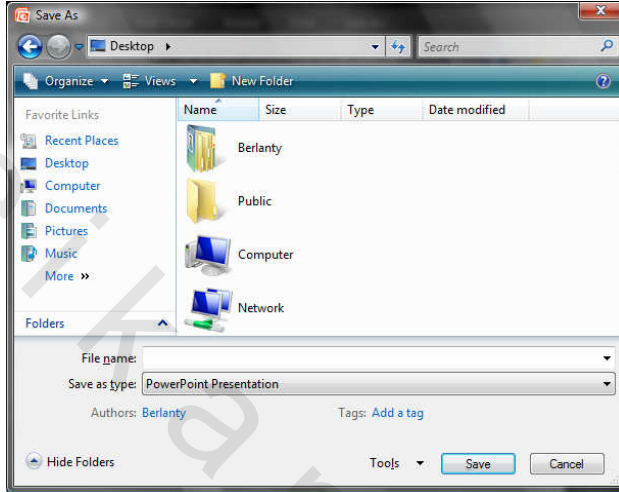 Save As
Desktop
Search
Organize Views New Folder
Favorite Links
Recent Places
Desktop
Computer
Documents
Pictures
Music
More »
Folders
Name Size Type Date modified
Berlanty
Public
Computer
Network
File name:
Save as type: PowerPoint Presentation
Authors: Berlanty Tags: Add a tag
Hide Folders Tools Save Cancel